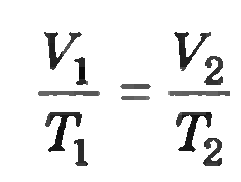 V₁/T₁ = V₂/T₂